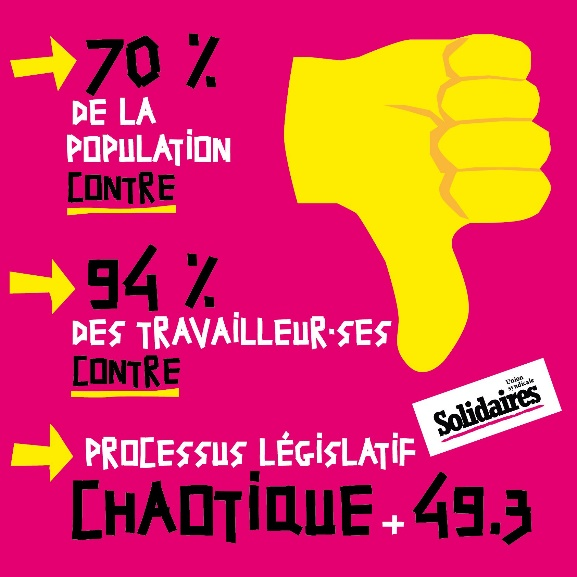 70 %
DE LA
POPULATION
CONTRE
94 %
DES TRAVAILLEUR·SES
CONTRE
Union
syndicale
Solidaires
PROCESSUS LÉGISLATIF
CHAOTIQUE + 49.3